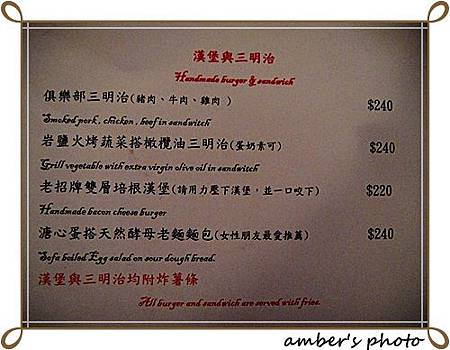 漢堡與三明治
Handmade burger & sandwich
俱樂部三明治(豬肉、牛肉、雞肉 ) $240
Smoked pork , chicken , beef in sandwitch
岩鹽火烤蔬菜搭橄欖油三明治(蛋奶素可) $240
Grill vegetable with extra virgin olive oil in sandwitch
老招牌雙層培根漢堡(請用力壓下漢堡，並一口咬下) $220
Handmade bacon cheese burger
溏心蛋搭天然酵母老麵麵包(女性朋友最愛推薦) $240
Sofa boiled Egg salad on sour dough bread.
漢堡與三明治均附炸薯條
All burger and sandwich are served with fries.
amber's photo